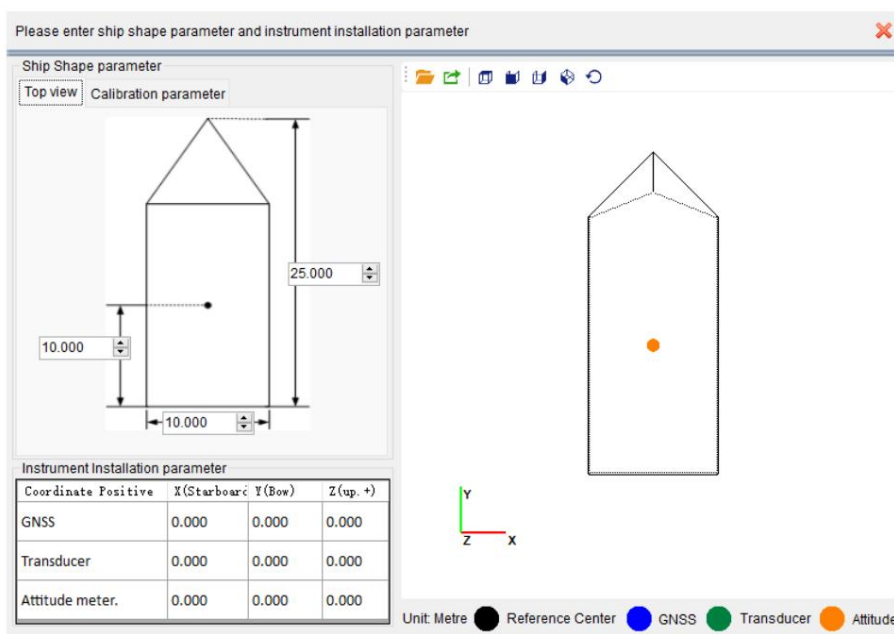 Please enter ship shape parameter and instrument installation parameter
Ship Shape parameter
Top view Calibration parameter
25.000
10.000
10.000
Instrument Installation parameter
Coordinate Positive X(Starboard Y(Bow) Z(up.+)
GNSS 0.000 0.000 0.000
Transducer 0.000 0.000 0.000
Attitude meter. 0.000 0.000 0.000
Y
Z X
Unit: Metre Reference Center GNSS Transducer Attitude